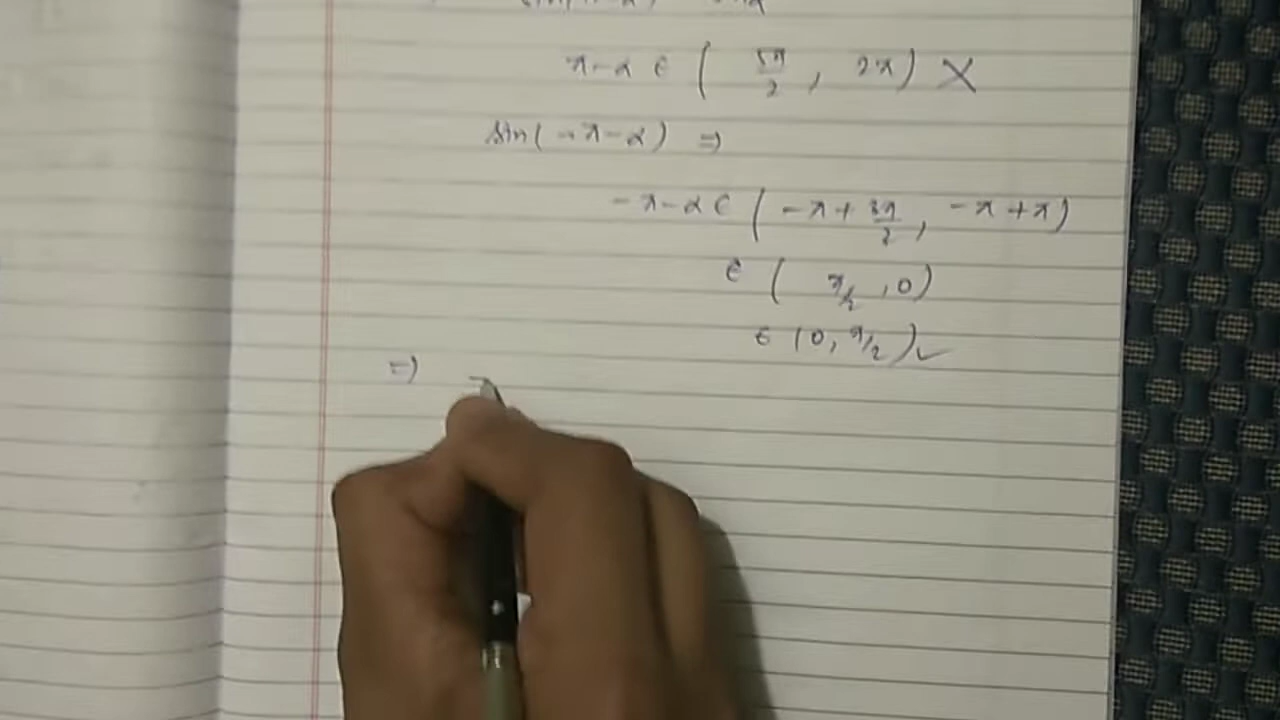 π-α ∈ ( 5π/2 , 2π) X
sin( -π-α) ⇒
-π-α ∈ ( -π + 3π/2 , -π + π)
∈ ( π/2 , 0)
∈ (0, π/2) ✓
⇒ -